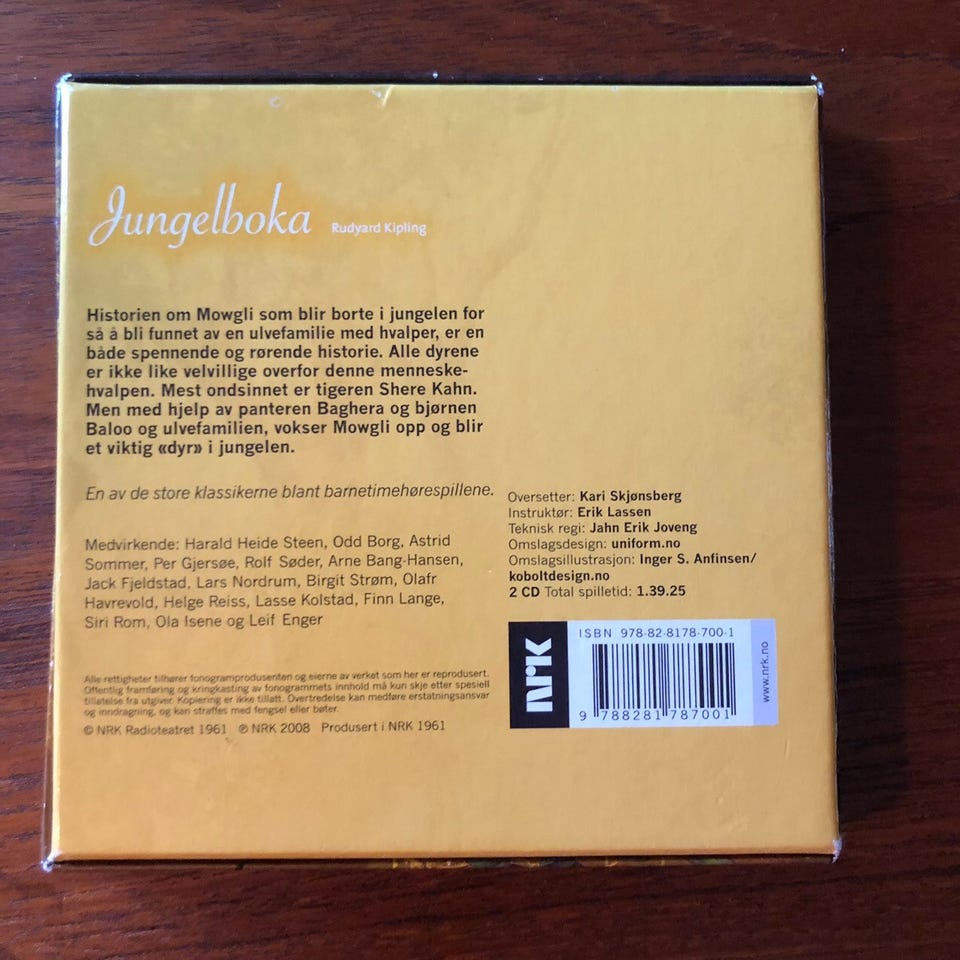 Jungelboka Rudyard Kipling
Historien om Mowgli som blir borte i jungelen for
så å bli funnet av en ulvefamilie med hvalper, er en
både spennende og rørende historie. Alle dyrene
er ikke like velvillige overfor denne menneske-
hvalpen. Mest ondsinnet er tigeren Shere Kahn.
Men med hjelp av panteren Baghera og bjørnen
Baloo og ulvefamilien, vokser Mowgli opp og blir
et viktig «dyr» i jungelen.
En av de store klassikerne blant barnetimehørespillene.
Medvirkende: Harald Heide Steen, Odd Borg, Astrid
Sommer, Per Gjersøe, Rolf Søder, Arne Bang-Hansen,
Jack Fjeldstad, Lars Nordrum, Birgit Strøm, Olafr
Havrevold, Helge Reiss, Lasse Kolstad, Finn Lange,
Siri Rom, Ola Isene og Leif Enger
Alle rettigheter tilhører fonogramprodusenten og eierne av verket som her er reprodusert.
Offentlig framføring og kringkasting av fonogrammets innhold må kun skje etter spesiell
tillatelse fra utgiver. Kopiering er ikke tillatt. Overtredelse kan medføre erstatningsansvar
og inndragning, og kan straffes med fengsel eller bøter.
© NRK Radioteatret 1961 ℗ NRK 2008 Produsert i NRK 1961
Oversetter: Kari Skjønsberg
Instruktør: Erik Lassen
Teknisk regi: Jahn Erik Joveng
Omslagsdesign: uniform.no
Omslagsillustrasjon: Inger S. Anfinsen/
koboltdesign.no
2 CD Total spilletid: 1.39.25
NRK
ISBN 978-82-8178-700-1
9 788281 787001
www.nrk.no